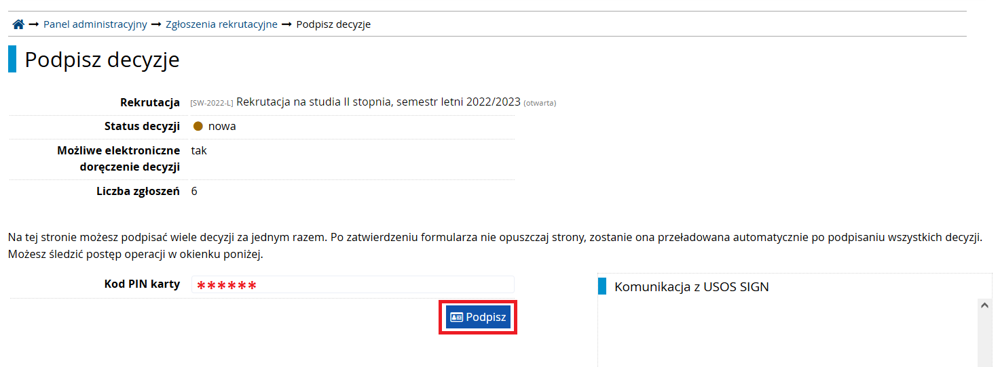 Panel administracyjny → Zgłoszenia rekrutacyjne → Podpisz decyzje
Podpisz decyzje
Rekrutacja [SW-2022-L] Rekrutacja na studia II stopnia, semestr letni 2022/2023 (otwarta)
Status decyzji nowa
Możliwe elektroniczne tak
doręczenie decyzji
Liczba zgłoszeń 6
Na tej stronie możesz podpisać wiele decyzji za jednym razem. Po zatwierdzeniu formularza nie opuszczaj strony, zostanie ona przeładowana automatycznie po podpisaniu wszystkich decyzji.
Możesz śledzić postęp operacji w okienku poniżej.
Kod PIN karty ******
Podpisz
Komunikacja z USOS SIGN